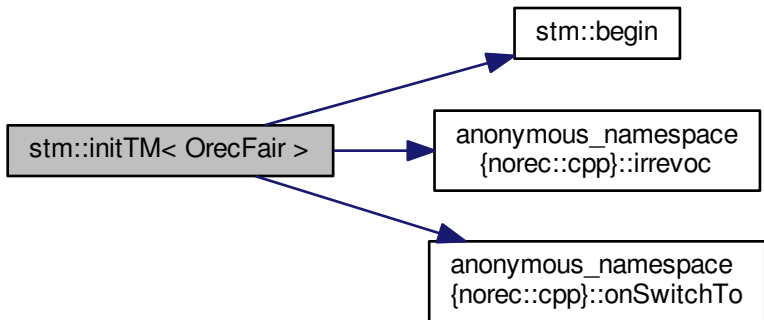 stm::begin
stm::initTM< OrecFair >
anonymous_namespace
{norec::cpp}::irrevoc
anonymous_namespace
{norec::cpp}::onSwitchTo